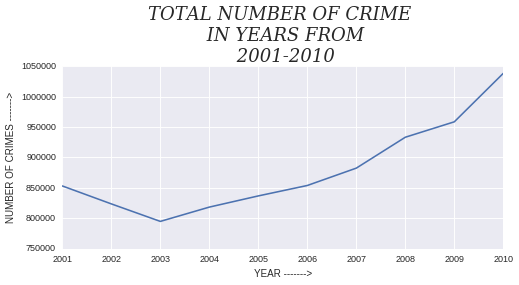 TOTAL NUMBER OF CRIME
IN YEARS FROM
2001-2010
1050000
1000000
950000
900000
850000
800000
750000
NUMBER OF CRIMES ------->
2001 2002 2003 2004 2005 2006 2007 2008 2009 2010
YEAR ------->